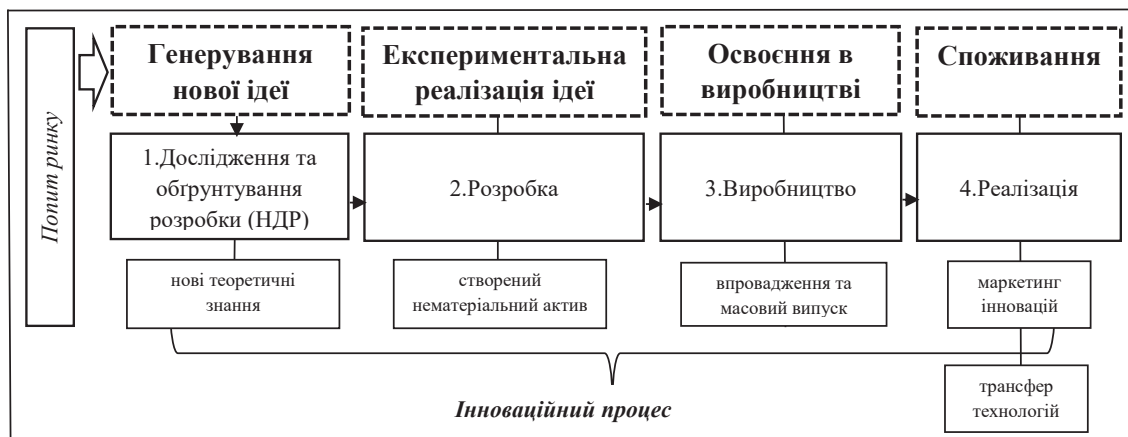 Попит ринку
Генерування
нової ідеї
Експериментальна
реалізація ідеї
Освоєння в
виробництві
Споживання
1.Дослідження та
обґрунтування
розробки (НДР)
2.Розробка
3.Виробництво
4.Реалізація
нові теоретичні
знання
створений
нематеріальний актив
впровадження та
масовий випуск
маркетинг
інновацій
Інноваційний процес
трансфер
технологій